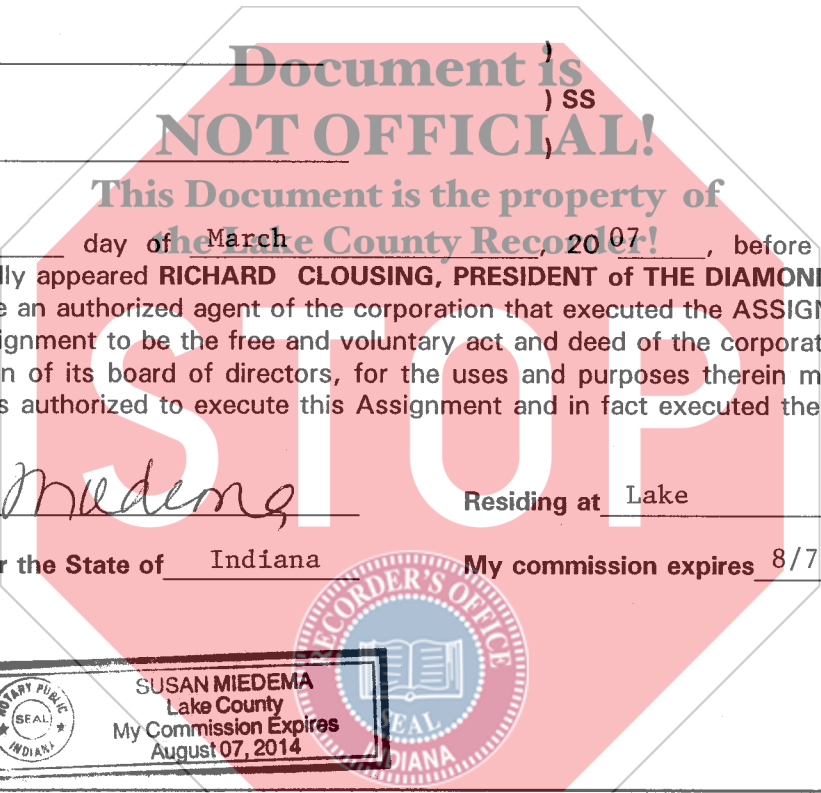 Document is
)
) SS
NOT OFFICIAL!
)
This Document is the property of
the Lake County Recorder!
day of March, 2007, before
lly appeared RICHARD CLOUSING, PRESIDENT of THE DIAMON
e an authorized agent of the corporation that executed the ASSIG
ignment to be the free and voluntary act and deed of the corporat
n of its board of directors, for the uses and purposes therein m
s authorized to execute this Assignment and in fact executed the
STOP
Miedema
Residing at Lake
r the State of Indiana
My commission expires 8/7
RECORDER'S OFFICE
SEAL
INDIANA
NOTARY PUBLIC
SEAL
INDIANA
SUSAN MIEDEMA
Lake County
My Commission Expires
August 07, 2014